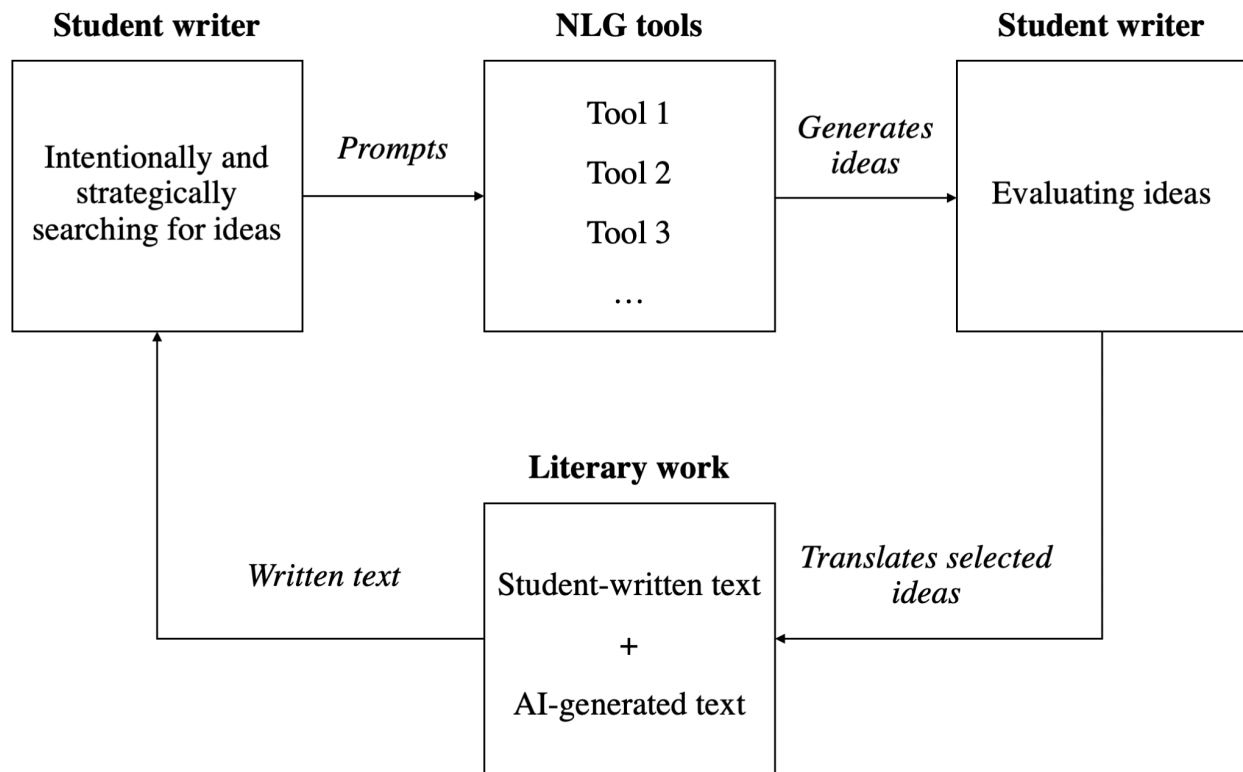 Student writer
NLG tools
Student writer
Intentionally and
strategically
searching for ideas
Prompts
Tool 1
Tool 2
Tool 3
…
Generates
ideas
Evaluating ideas
Literary work
Written text
Student-written text
+
AI-generated text
Translates selected
ideas